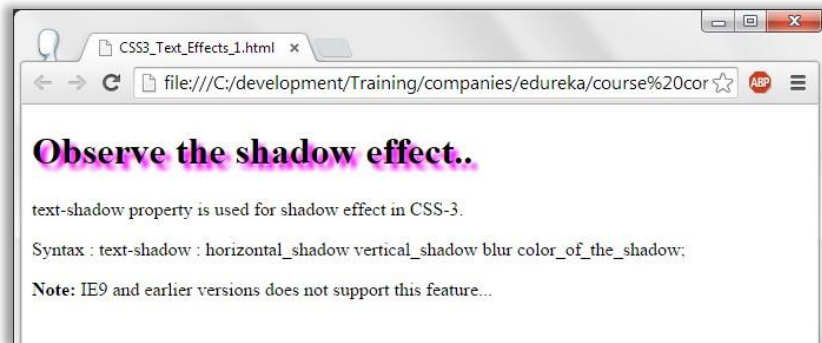 CSS3_Text_Effects_1.html
file:///C:/development/Training/companies/edureka/course%20cor
ABP
Observe the shadow effect..
text-shadow property is used for shadow effect in CSS-3.
Syntax : text-shadow : horizontal_shadow vertical_shadow blur color_of_the_shadow;
Note: IE9 and earlier versions does not support this feature...